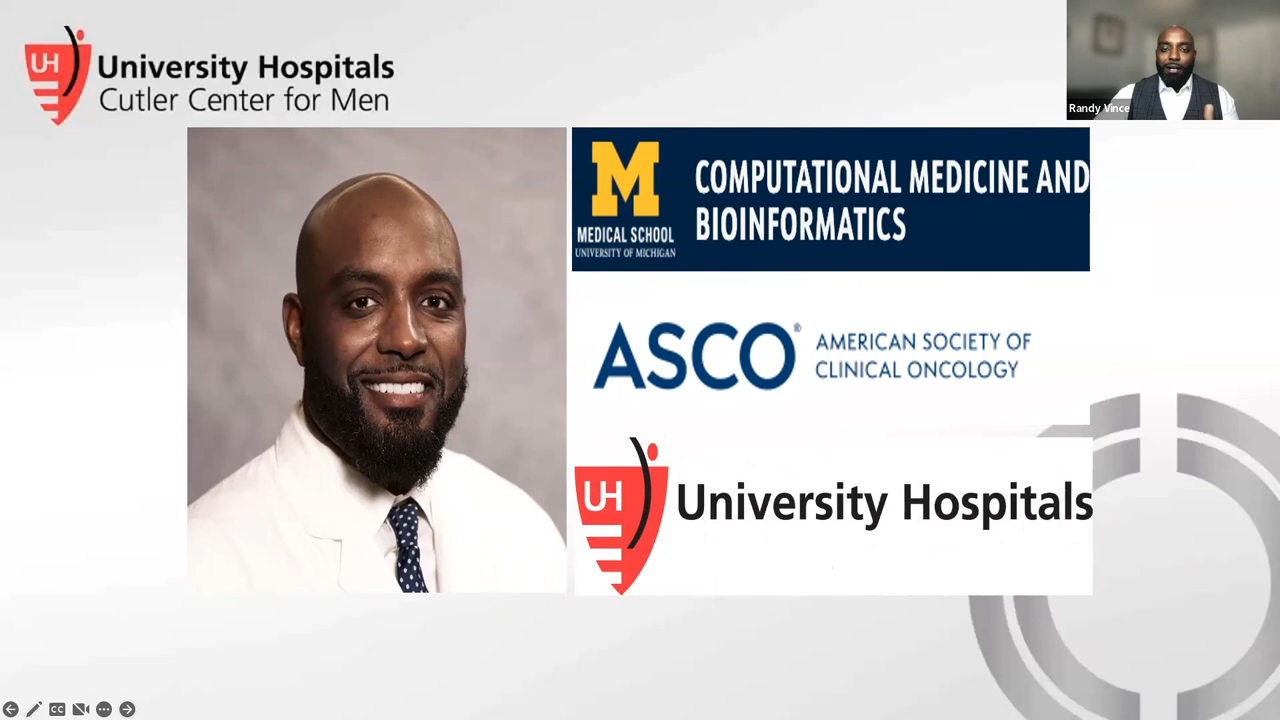 UH
University Hospitals
Cutler Center for Men
Randy Vince
M
MEDICAL SCHOOL
UNIVERSITY OF MICHIGAN
COMPUTATIONAL MEDICINE AND
BIOINFORMATICS
ASCO®
AMERICAN SOCIETY OF
CLINICAL ONCOLOGY
UH
University Hospitals
CC